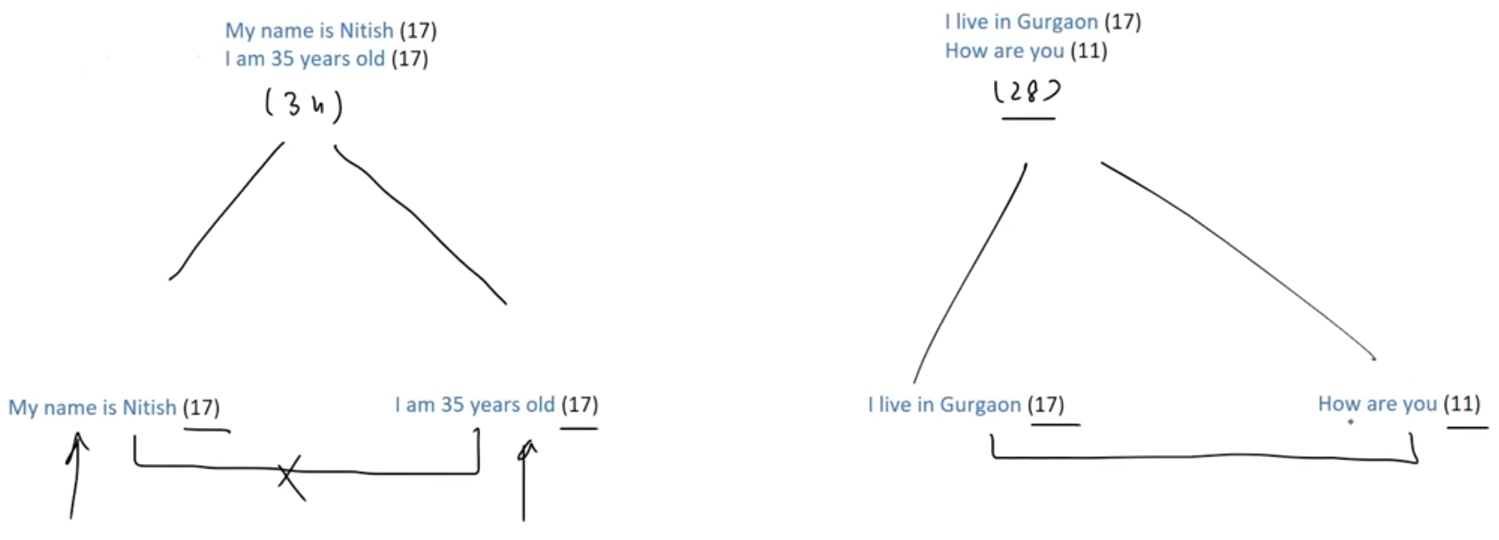 My name is Nitish (17)
I am 35 years old (17)
(34)
I live in Gurgaon (17)
How are you (11)
(28)
My name is Nitish (17)
I am 35 years old (17)
I live in Gurgaon (17)
How are you (11)